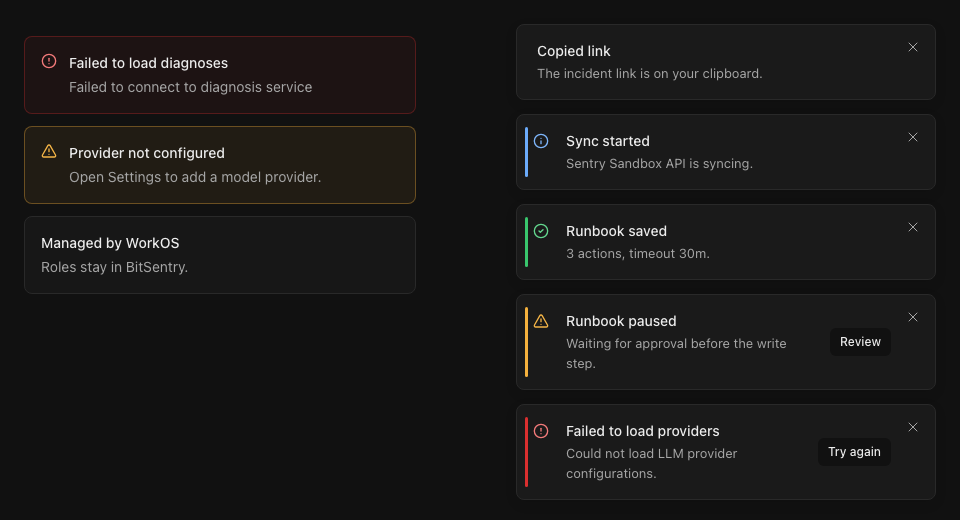 Failed to load diagnoses
Failed to connect to diagnosis service
Provider not configured
Open Settings to add a model provider.
Managed by WorkOS
Roles stay in BitSentry.
Copied link
The incident link is on your clipboard.
Sync started
Sentry Sandbox API is syncing.
Runbook saved
3 actions, timeout 30m.
Runbook paused
Waiting for approval before the write
step.
Review
Failed to load providers
Could not load LLM provider
configurations.
Try again